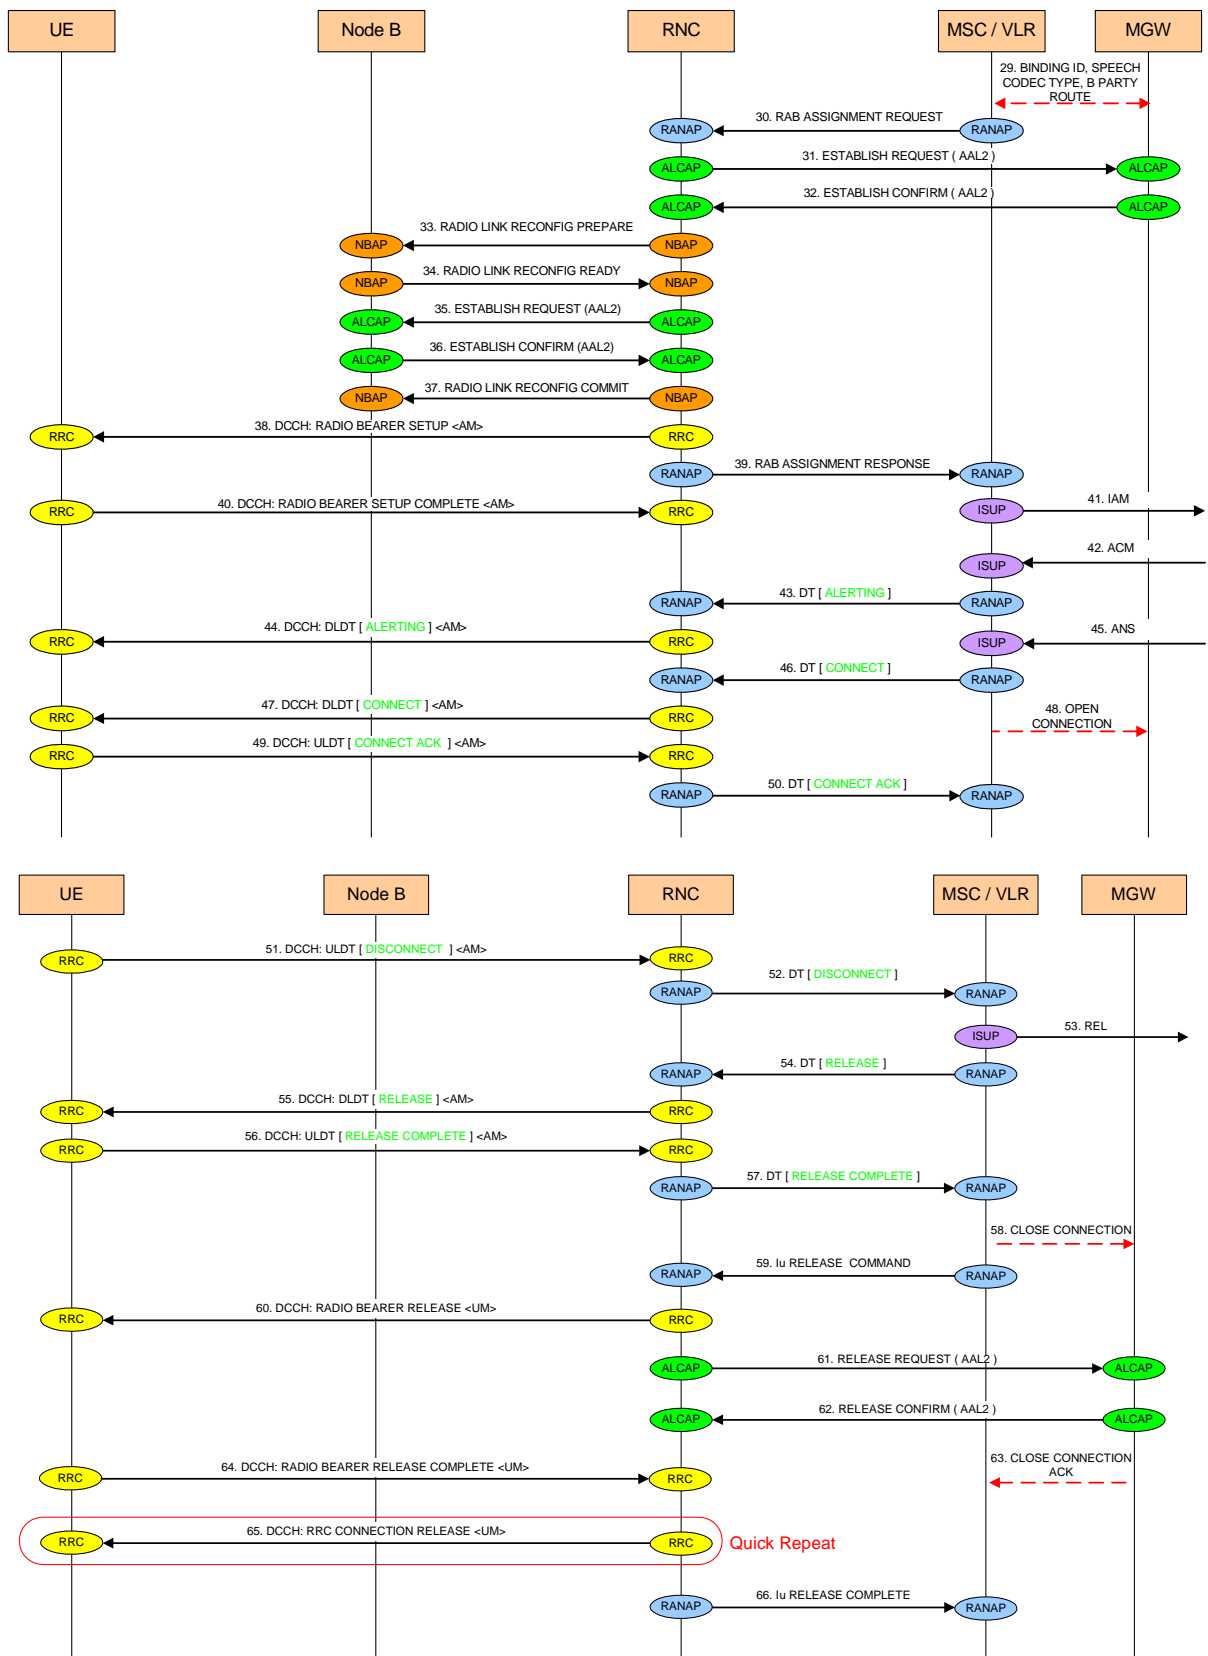 UE
Node B
RNC
MSC / VLR
MGW
29. BINDING ID, SPEECH
CODEC TYPE, B PARTY
ROUTE
30. RAB ASSIGNMENT REQUEST
RANAP
RANAP
31. ESTABLISH REQUEST ( AAL2 )
ALCAP
ALCAP
32. ESTABLISH CONFIRM ( AAL2 )
ALCAP
ALCAP
33. RADIO LINK RECONFIG PREPARE
NBAP
NBAP
34. RADIO LINK RECONFIG READY
NBAP
NBAP
35. ESTABLISH REQUEST (AAL2)
ALCAP
ALCAP
36. ESTABLISH CONFIRM (AAL2)
ALCAP
ALCAP
37. RADIO LINK RECONFIG COMMIT
NBAP
NBAP
38. DCCH: RADIO BEARER SETUP <AM>
RRC
RRC
39. RAB ASSIGNMENT RESPONSE
RANAP
RANAP
40. DCCH: RADIO BEARER SETUP COMPLETE <AM>
RRC
RRC
41. IAM
ISUP
42. ACM
ISUP
43. DT [ ALERTING ]
RANAP
RANAP
44. DCCH: DLDT [ ALERTING ] <AM>
RRC
RRC
45. ANS
ISUP
46. DT [ CONNECT ]
RANAP
RANAP
47. DCCH: DLDT [ CONNECT ] <AM>
RRC
RRC
48. OPEN
CONNECTION
49. DCCH: ULDT [ CONNECT ACK ] <AM>
RRC
RRC
50. DT [ CONNECT ACK ]
RANAP
RANAP
UE
Node B
RNC
MSC / VLR
MGW
51. DCCH: ULDT [ DISCONNECT ] <AM>
RRC
RRC
52. DT [ DISCONNECT ]
RANAP
RANAP
53. REL
ISUP
54. DT [ RELEASE ]
RANAP
RANAP
55. DCCH: DLDT [ RELEASE ] <AM>
RRC
RRC
56. DCCH: ULDT [ RELEASE COMPLETE ] <AM>
RRC
RRC
57. DT [ RELEASE COMPLETE ]
RANAP
RANAP
58. CLOSE CONNECTION
59. Iu RELEASE COMMAND
RANAP
RANAP
60. DCCH: RADIO BEARER RELEASE <UM>
RRC
RRC
61. RELEASE REQUEST ( AAL2 )
ALCAP
ALCAP
62. RELEASE CONFIRM ( AAL2 )
ALCAP
ALCAP
63. CLOSE CONNECTION
ACK
64. DCCH: RADIO BEARER RELEASE COMPLETE <UM>
RRC
RRC
65. DCCH: RRC CONNECTION RELEASE <UM>
RRC
RRC
Quick Repeat
66. Iu RELEASE COMPLETE
RANAP
RANAP